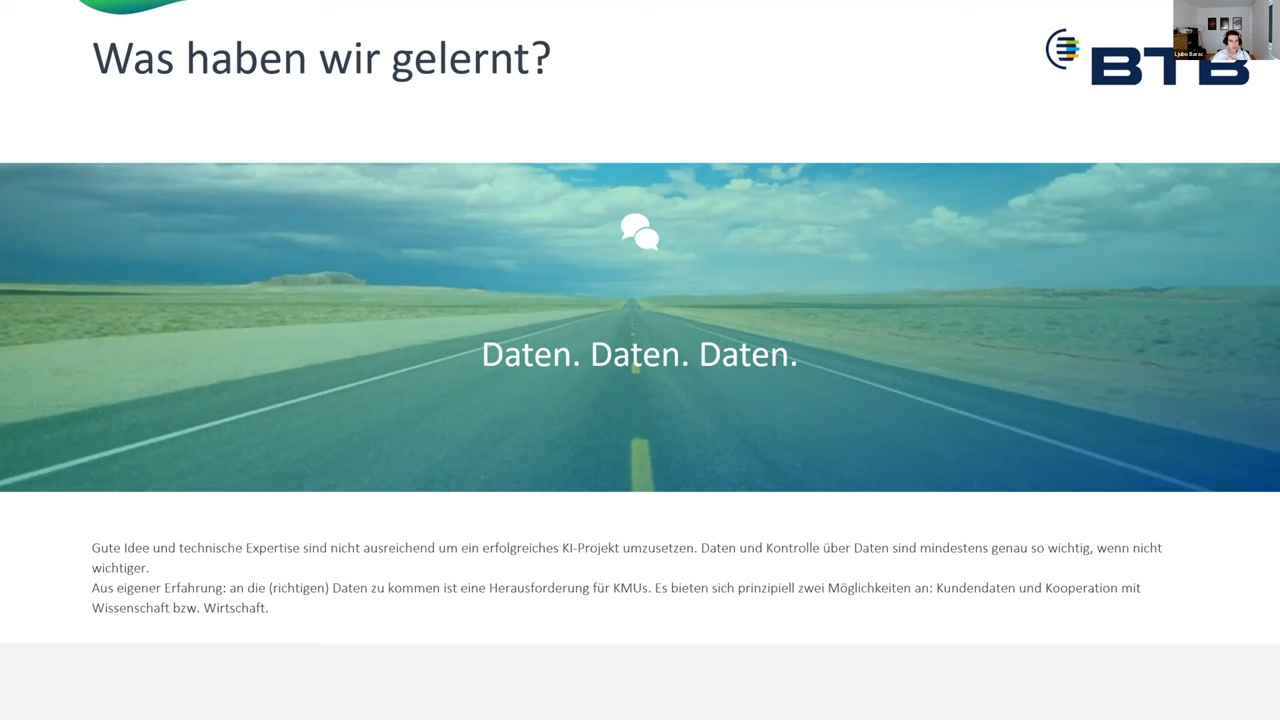 Was haben wir gelernt?
BTB
Ljubo Barac
Daten. Daten. Daten.
Gute Idee und technische Expertise sind nicht ausreichend um ein erfolgreiches KI-Projekt umzusetzen. Daten und Kontrolle über Daten sind mindestens genau so wichtig, wenn nicht
wichtiger.
Aus eigener Erfahrung: an die (richtigen) Daten zu kommen ist eine Herausforderung für KMUs. Es bieten sich prinzipiell zwei Möglichkeiten an: Kundendaten und Kooperation mit
Wissenschaft bzw. Wirtschaft.